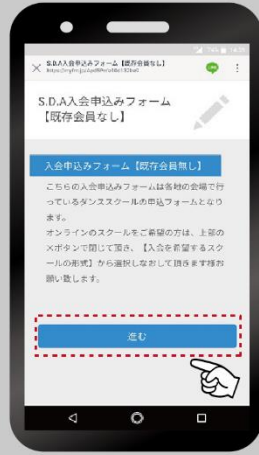 S.D.A入会申込みフォーム【既存会員なし】
S.D.A入会申込みフォーム
【既存会員なし】
入会申込みフォーム【既存会員無し】
こちらの入会申込みフォームは各地の会場で行
っているダンススクールの申込フォームとなり
ます。
オンラインのスクールをご希望の方は、上部の
×ボタンで閉じて頂き、【入会を希望するスク
ールの形式】から選択しなおして頂きます様お
願い致します。
進む